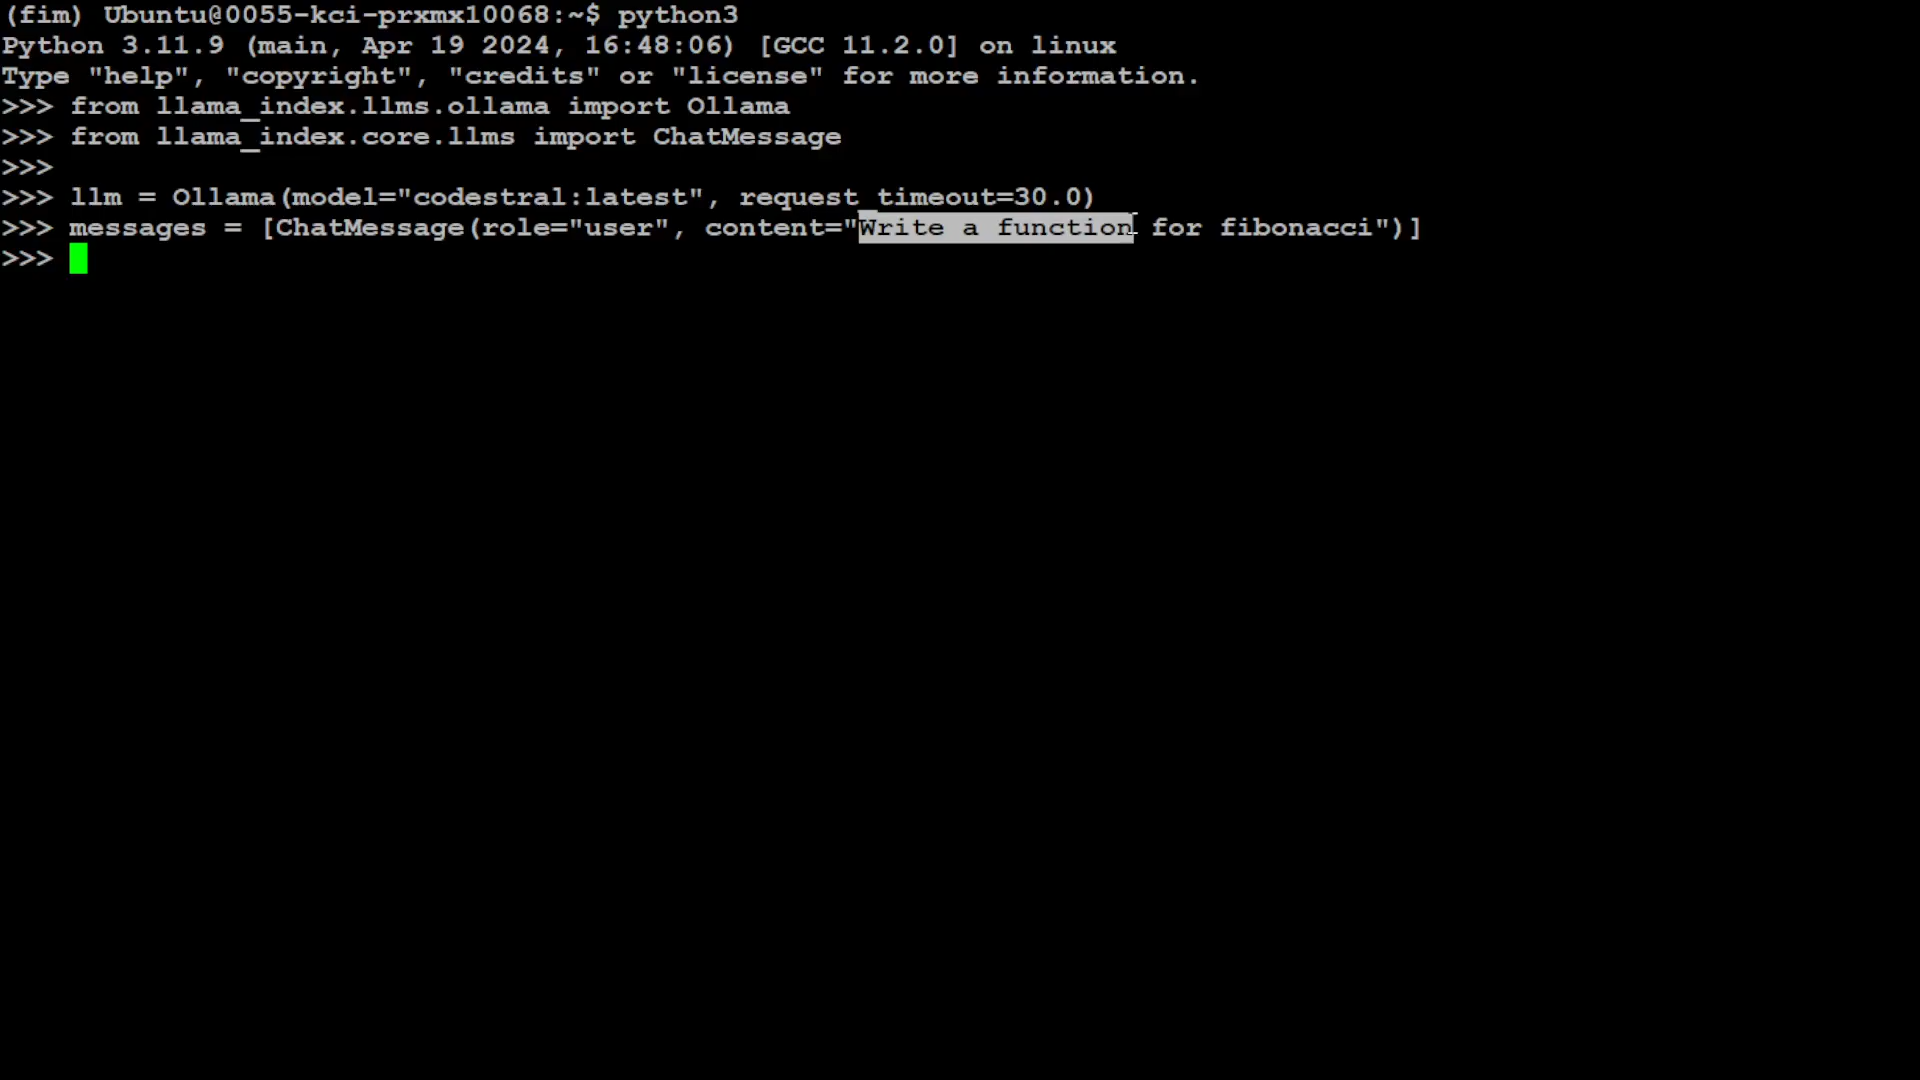 (fim) Ubuntu@0055-kci-prxmx10068:~$ python3
Python 3.11.9 (main, Apr 19 2024, 16:48:06) [GCC 11.2.0] on linux
Type "help", "copyright", "credits" or "license" for more information.
>>> from llama_index.llms.ollama import Ollama
>>> from llama_index.core.llms import ChatMessage
>>>
>>> llm = Ollama(model="codestral:latest", request_timeout=30.0)
>>> messages = [ChatMessage(role="user", content="Write a function for fibonacci")]
>>>